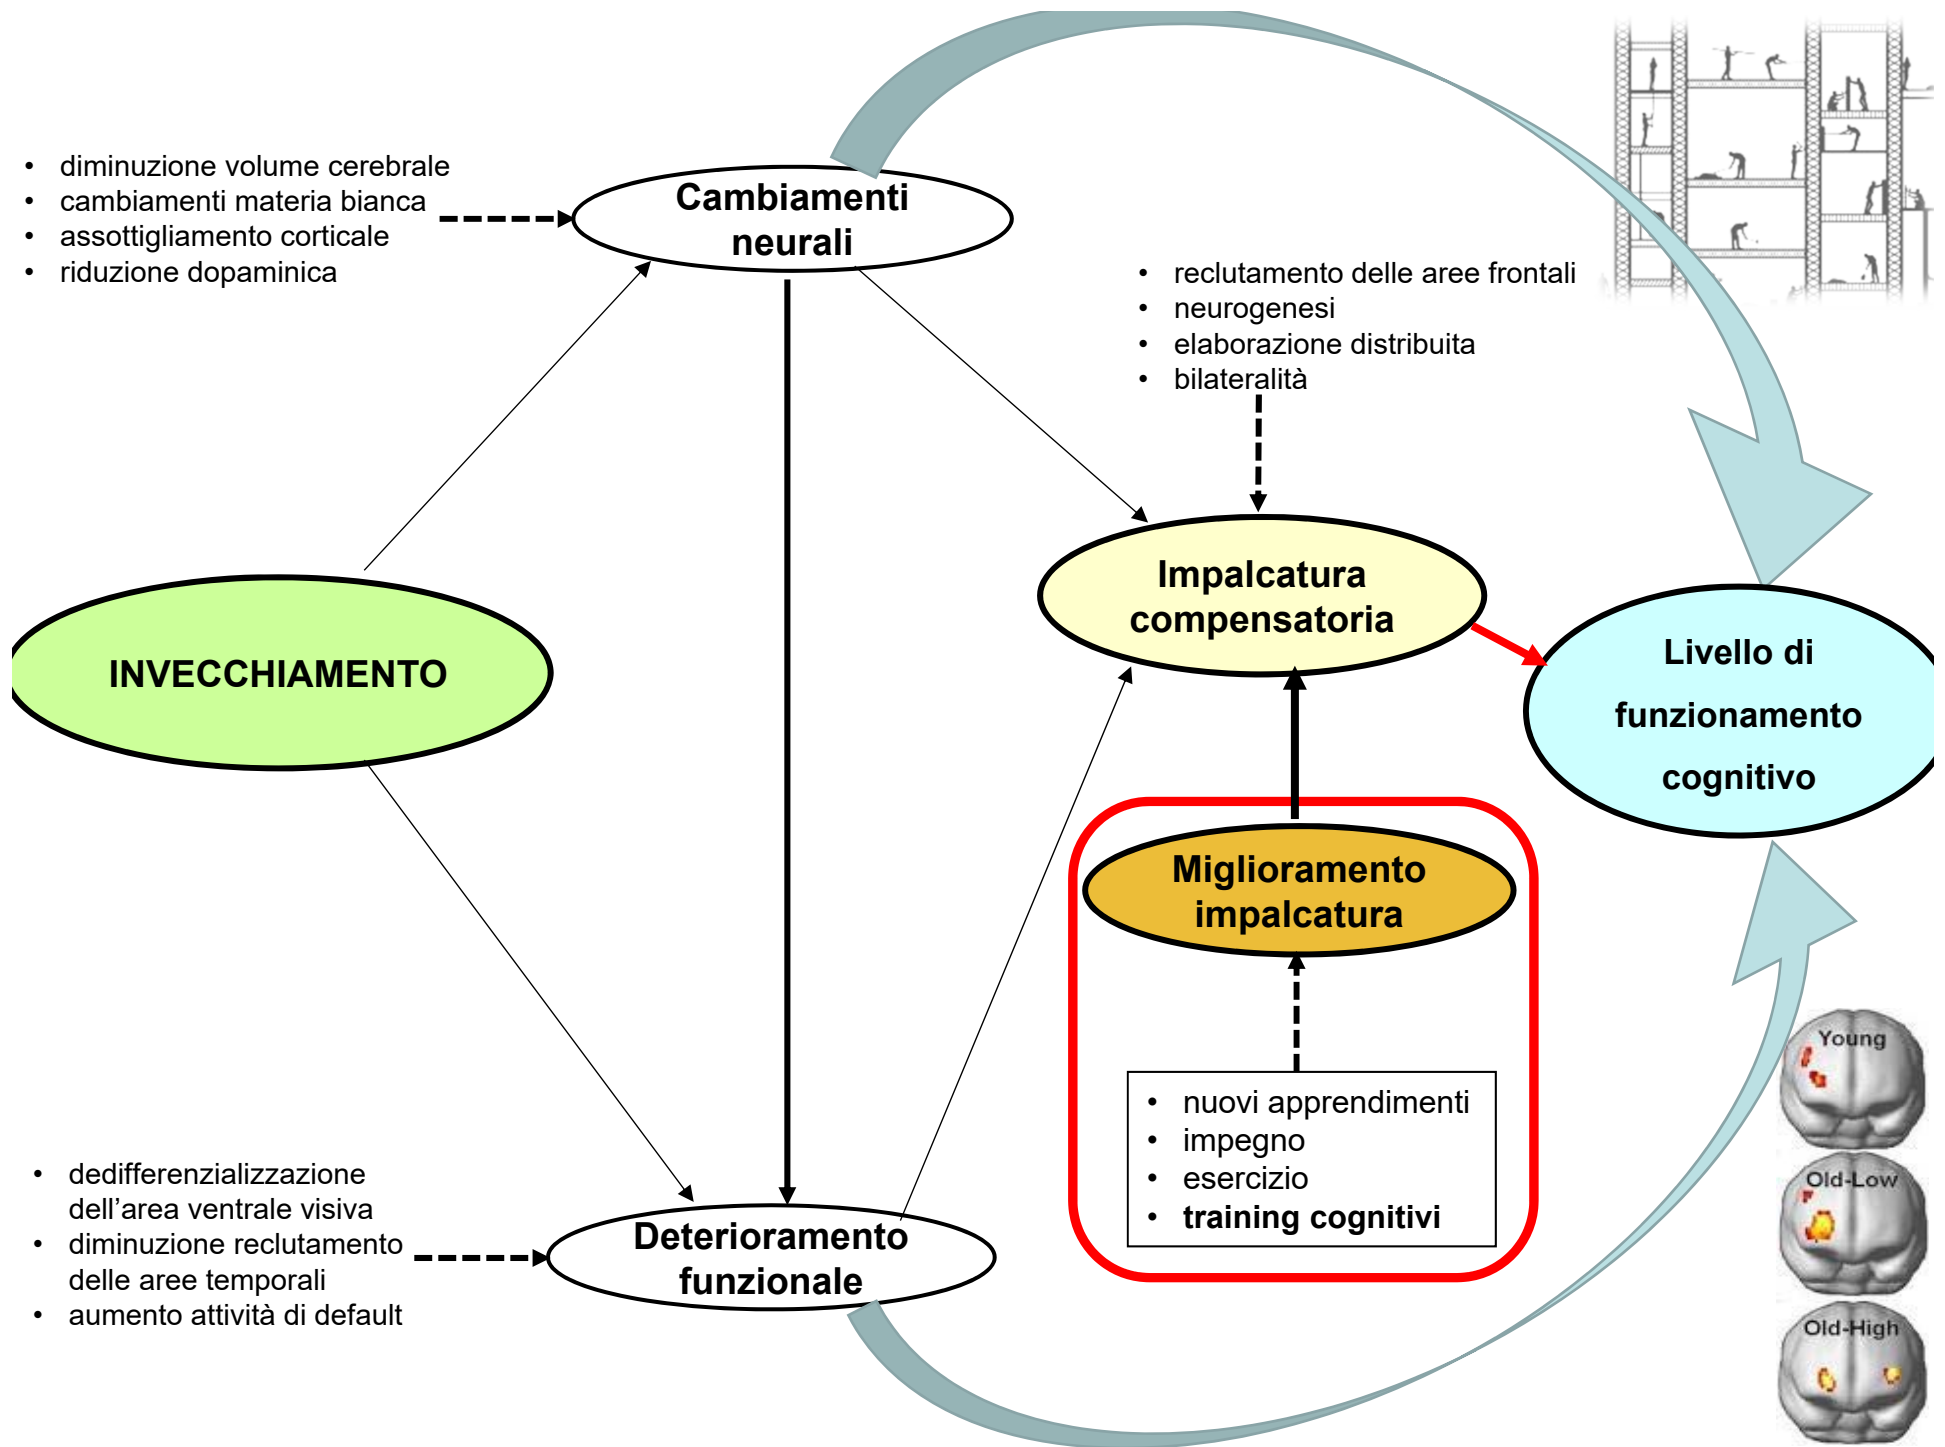 • diminuzione volume cerebrale
• cambiamenti materia bianca
• assottigliamento corticale
• riduzione dopaminica
Cambiamenti
neurali
• reclutamento delle aree frontali
• neurogenesi
• elaborazione distribuita
• bilateralità
INVECCHIAMENTO
Impalcatura
compensatoria
Livello di
funzionamento
cognitivo
Miglioramento
impalcatura
• nuovi apprendimenti
• impegno
• esercizio
• training cognitivi
• dedifferenzializzazione
dell’area ventrale visiva
• diminuzione reclutamento
delle aree temporali
• aumento attività di default
Deterioramento
funzionale
Young
Old-Low
Old-High